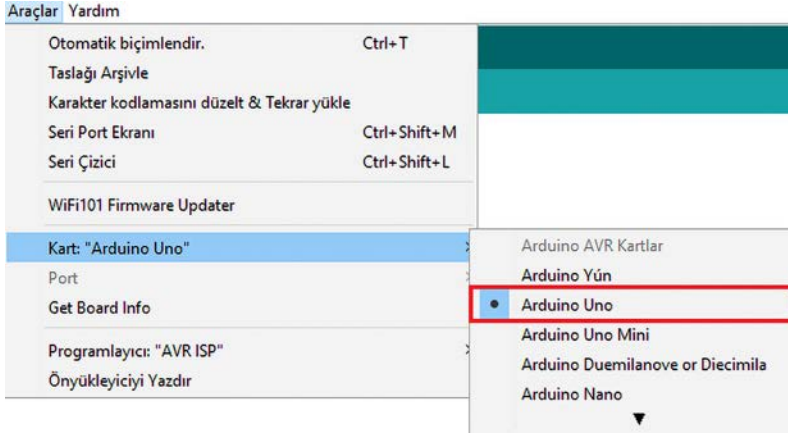 Araçlar Yardım
Otomatik biçimlendir. Ctrl+T
Taslağı Arşivle
Karakter kodlamasını düzelt & Tekrar yükle
Seri Port Ekranı Ctrl+Shift+M
Seri Çizici Ctrl+Shift+L
WiFi101 Firmware Updater
Kart: "Arduino Uno"
Port
Get Board Info
Programlayıcı: "AVR ISP"
Önyükleyiciyi Yazdır
Arduino AVR Kartlar
Arduino Yún
Arduino Uno
Arduino Uno Mini
Arduino Duemilanove or Diecimila
Arduino Nano